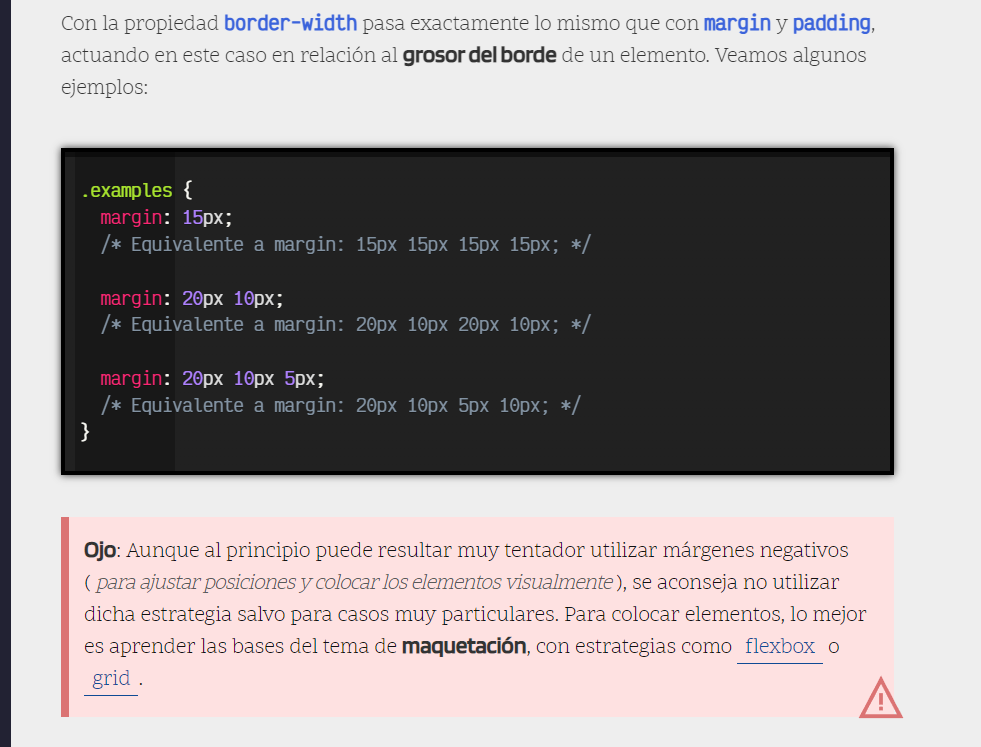 Con la propiedad border-width pasa exactamente lo mismo que con margin y padding,
actuando en este caso en relación al grosor del borde de un elemento. Veamos algunos
ejemplos:
.examples {
margin: 15px;
/* Equivalente a margin: 15px 15px 15px 15px; */
margin: 20px 10px;
/* Equivalente a margin: 20px 10px 20px 10px; */
margin: 20px 10px 5px;
/* Equivalente a margin: 20px 10px 5px 10px; */
}
Ojo: Aunque al principio puede resultar muy tentador utilizar márgenes negativos
( para ajustar posiciones y colocar los elementos visualmente ), se aconseja no utilizar
dicha estrategia salvo para casos muy particulares. Para colocar elementos, lo mejor
es aprender las bases del tema de maquetación, con estrategias como flexbox o
grid .